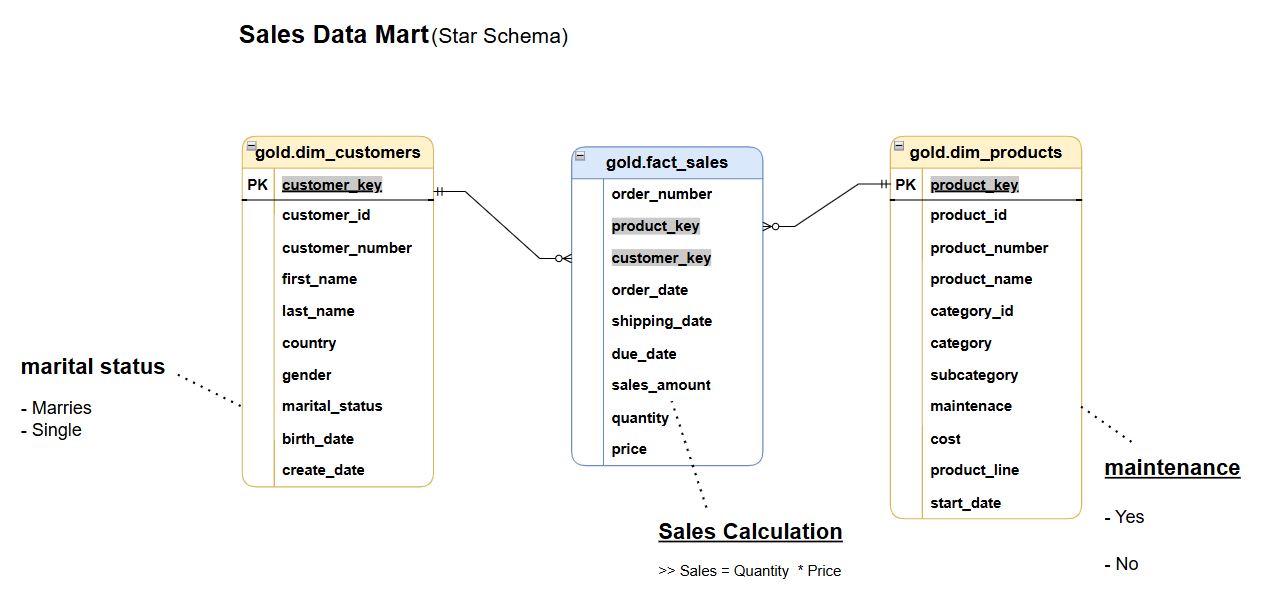 Sales Data Mart(Star Schema)
gold.dim_customers
PK customer_key
customer_id
customer_number
first_name
last_name
country
gender
marital_status
birth_date
create_date
marital status
- Marries
- Single
gold.fact_sales
order_number
product_key
customer_key
order_date
shipping_date
due_date
sales_amount
quantity
price
Sales Calculation
>> Sales = Quantity * Price
gold.dim_products
PK product_key
product_id
product_number
product_name
category_id
category
subcategory
maintenace
cost
product_line
start_date
maintenance
- Yes
- No